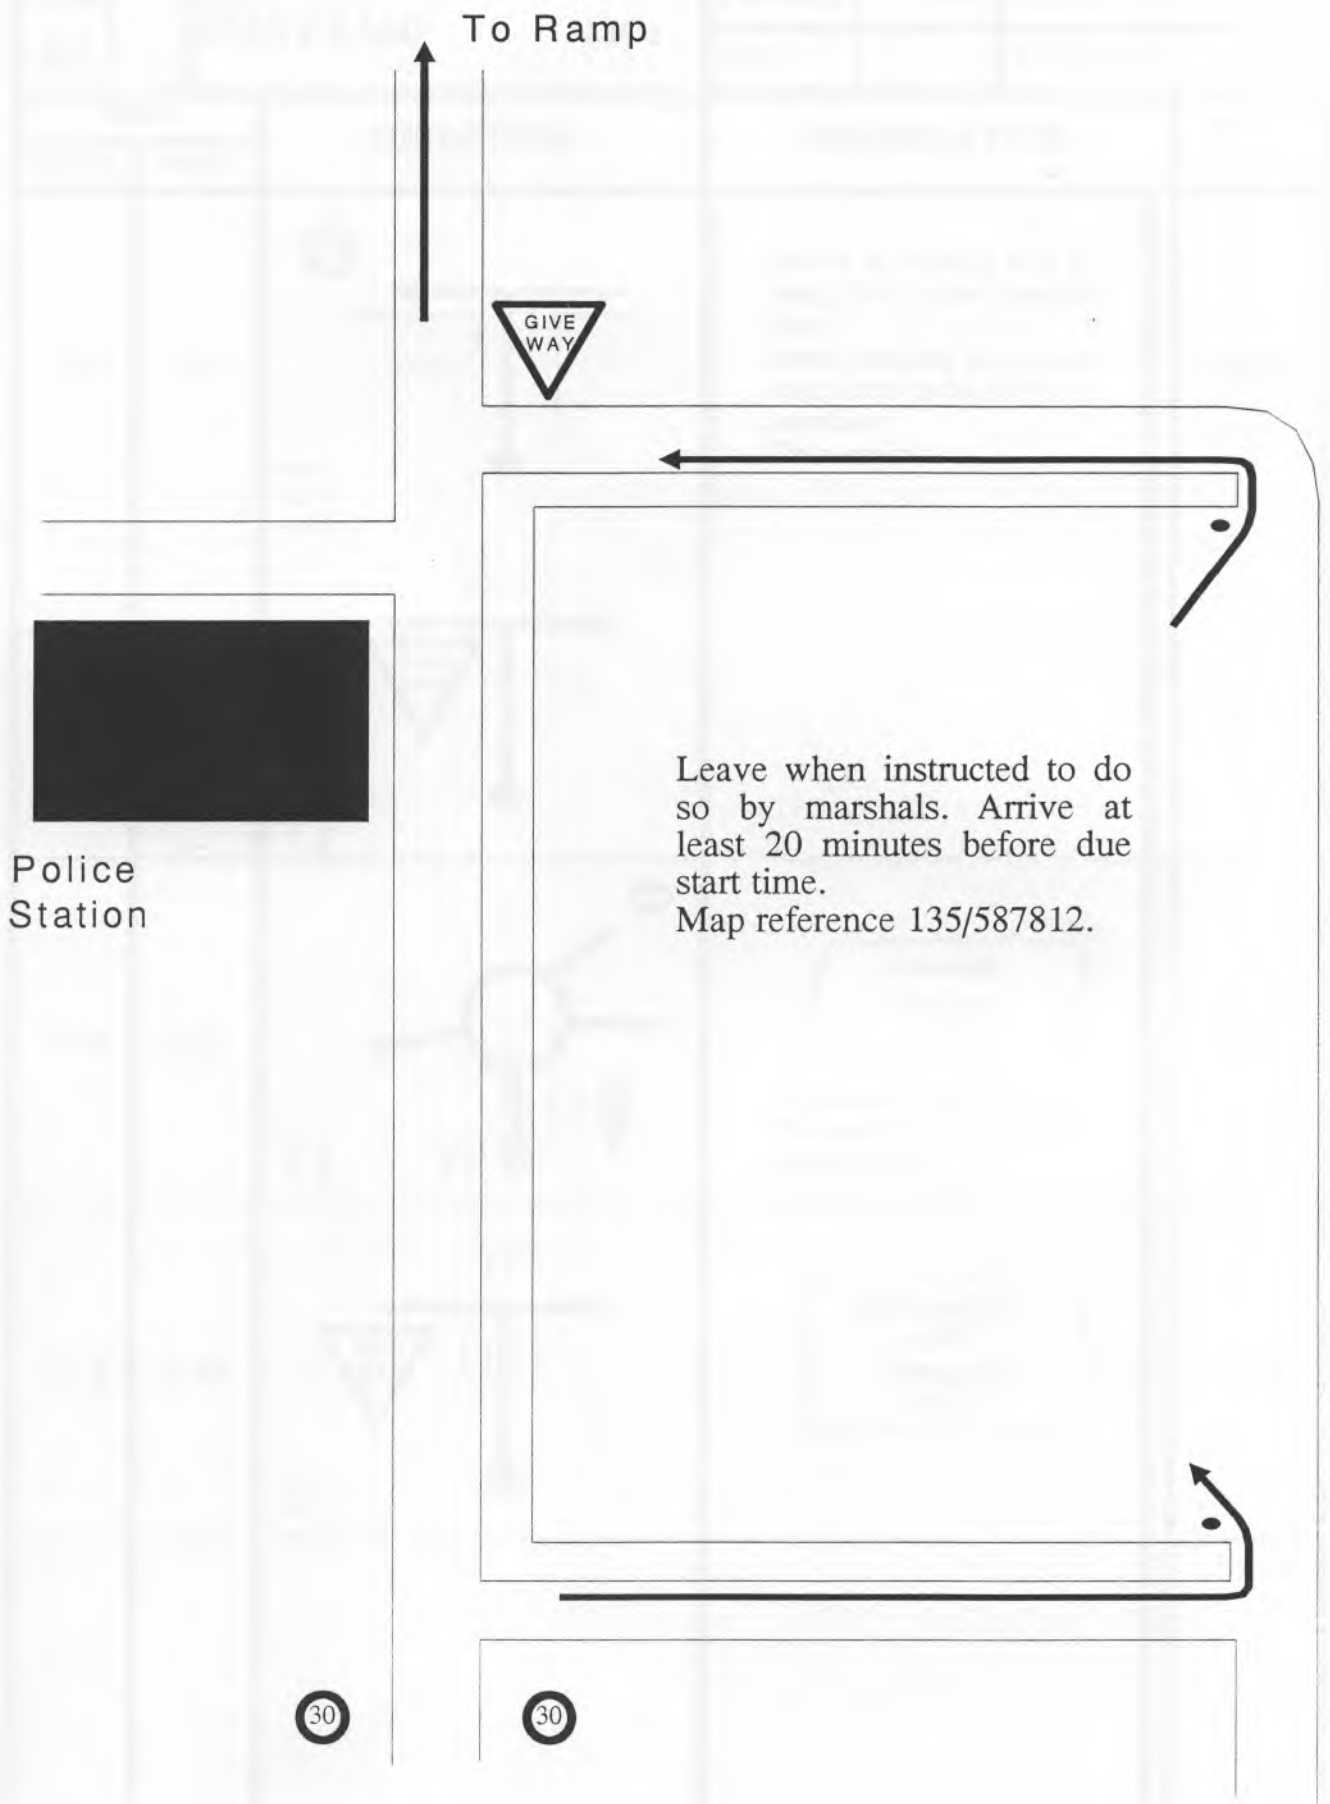 To Ramp
GIVE
WAY
Leave when instructed to do
so by marshals. Arrive at
least 20 minutes before due
start time.
Map reference 135/587812.
Police
Station
30
30